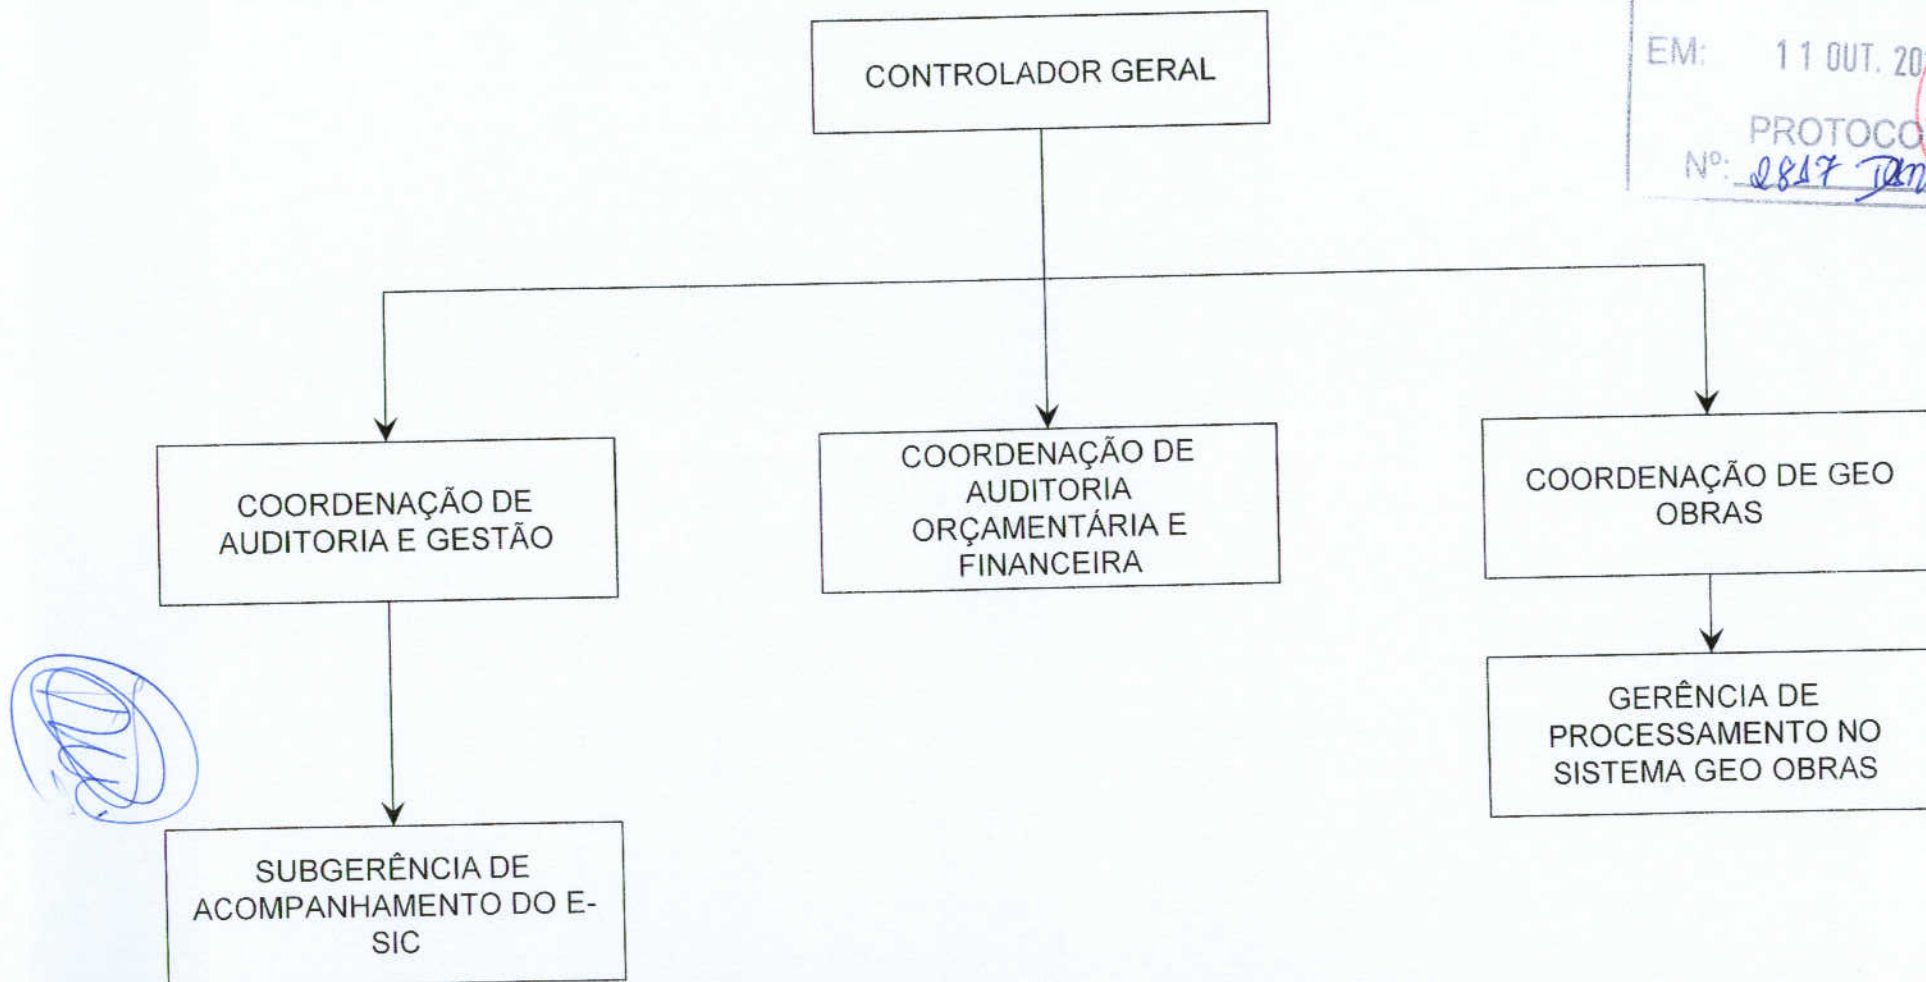 CONTROLADOR GERAL
EM: 11 OUT. 20
PROTOCO
Nº: 2817
COORDENAÇÃO DE
AUDITORIA E GESTÃO
COORDENAÇÃO DE
AUDITORIA
ORÇAMENTÁRIA E
FINANCEIRA
COORDENAÇÃO DE GEO
OBRAS
GERÊNCIA DE
PROCESSAMENTO NO
SISTEMA GEO OBRAS
SUBGERÊNCIA DE
ACOMPANHAMENTO DO E-
SIC